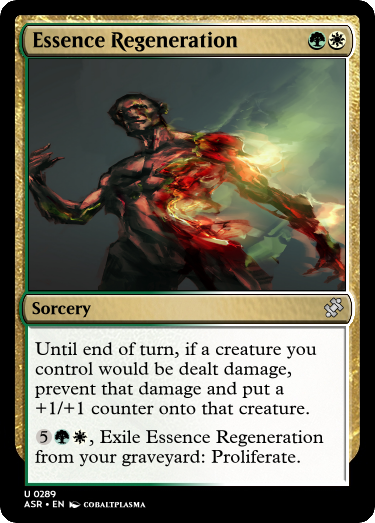 Essence Regeneration
Sorcery
Until end of turn, if a creature you
control would be dealt damage,
prevent that damage and put a
+1/+1 counter onto that creature.
5, Exile Essence Regeneration
from your graveyard: Proliferate.
U 0289
ASR • EN COBALTPLASMA